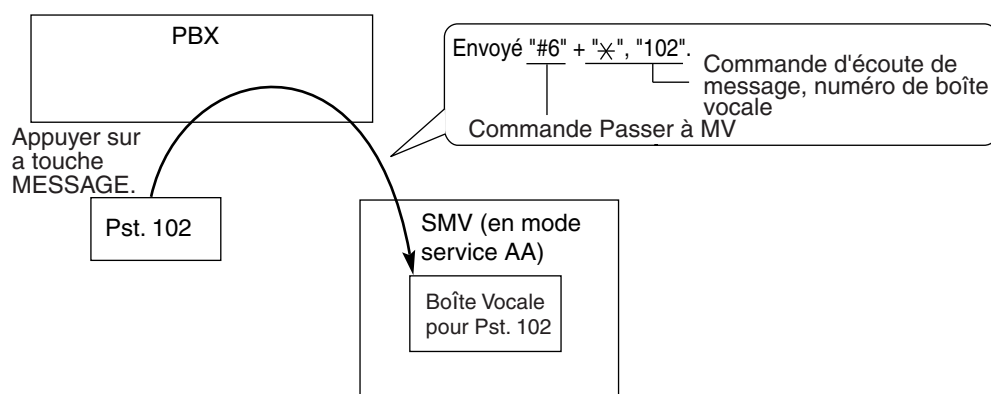 PBX
Envoyé "#6" + "✳", "102".
Commande d'écoute de
message, numéro de boîte
vocale
Commande Passer à MV
Appuyer sur
a touche
MESSAGE.
Pst. 102
SMV (en mode
service AA)
Boîte Vocale
pour Pst. 102